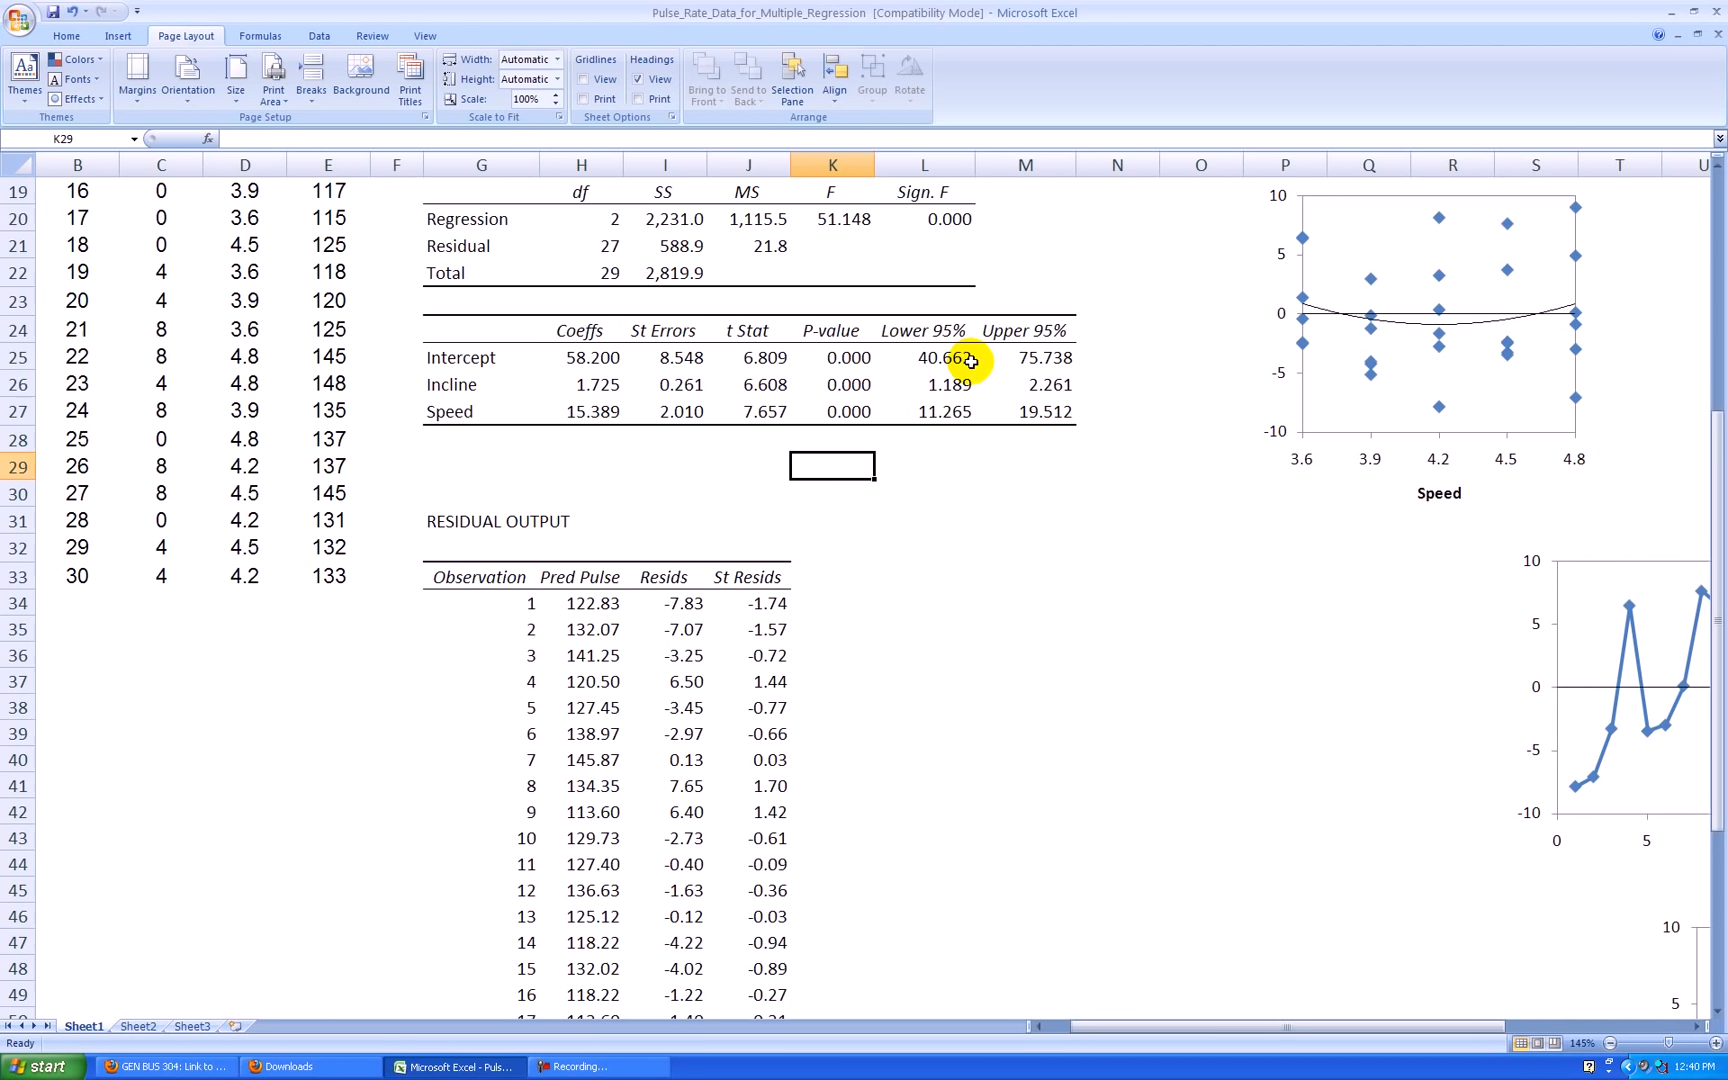 Pulse_Rate_Data_for_Multiple_Regression [Compatibility Mode] - Microsoft Excel
Home Insert Page Layout Formulas Data Review View
Themes Colors Fonts Effects Themes
Margins Orientation Size Print Area Breaks Background Print Titles Page Setup
Width: Automatic Height: Automatic Scale: 100% Scale to Fit
Gridlines View Print Headings View Print Sheet Options
Bring to Front Send to Back Selection Pane Align Group Rotate Arrange
K29 fx
B C D E F G H I J K L M N O P Q R S T U
19 16 0 3.9 117 df SS MS F Sign. F
20 17 0 3.6 115 Regression 2 2,231.0 1,115.5 51.148 0.000
21 18 0 4.5 125 Residual 27 588.9 21.8
22 19 4 3.6 118 Total 29 2,819.9
23 20 4 3.9 120
24 21 8 3.6 125 Coeffs St Errors t Stat P-value Lower 95% Upper 95%
25 22 8 4.8 145 Intercept 58.200 8.548 6.809 0.000 40.662 75.738
26 23 4 4.8 148 Incline 1.725 0.261 6.608 0.000 1.189 2.261
27 24 8 3.9 135 Speed 15.389 2.010 7.657 0.000 11.265 19.512
28 25 0 4.8 137
29 26 8 4.2 137
30 27 8 4.5 145
31 28 0 4.2 131 RESIDUAL OUTPUT
32 29 4 4.5 132
33 30 4 4.2 133 Observation Pred Pulse Resids St Resids
34 1 122.83 -7.83 -1.74
35 2 132.07 -7.07 -1.57
36 3 141.25 -3.25 -0.72
37 4 120.50 6.50 1.44
38 5 127.45 -3.45 -0.77
39 6 138.97 -2.97 -0.66
40 7 145.87 0.13 0.03
41 8 134.35 7.65 1.70
42 9 113.60 6.40 1.42
43 10 129.73 -2.73 -0.61
44 11 127.40 -0.40 -0.09
45 12 136.63 -1.63 -0.36
46 13 125.12 -0.12 -0.03
47 14 118.22 -4.22 -0.94
48 15 132.02 -4.02 -0.89
49 16 118.22 -1.22 -0.27
10
5
0
-5
-10
3.6 3.9 4.2 4.5 4.8
Speed
10
5
0
-5
-10
0 5
10
5
Sheet1 Sheet2 Sheet3
Ready 145%
start GEN BUS 304: Link to ... Downloads Microsoft Excel - Puls... Recording... 12:40 PM